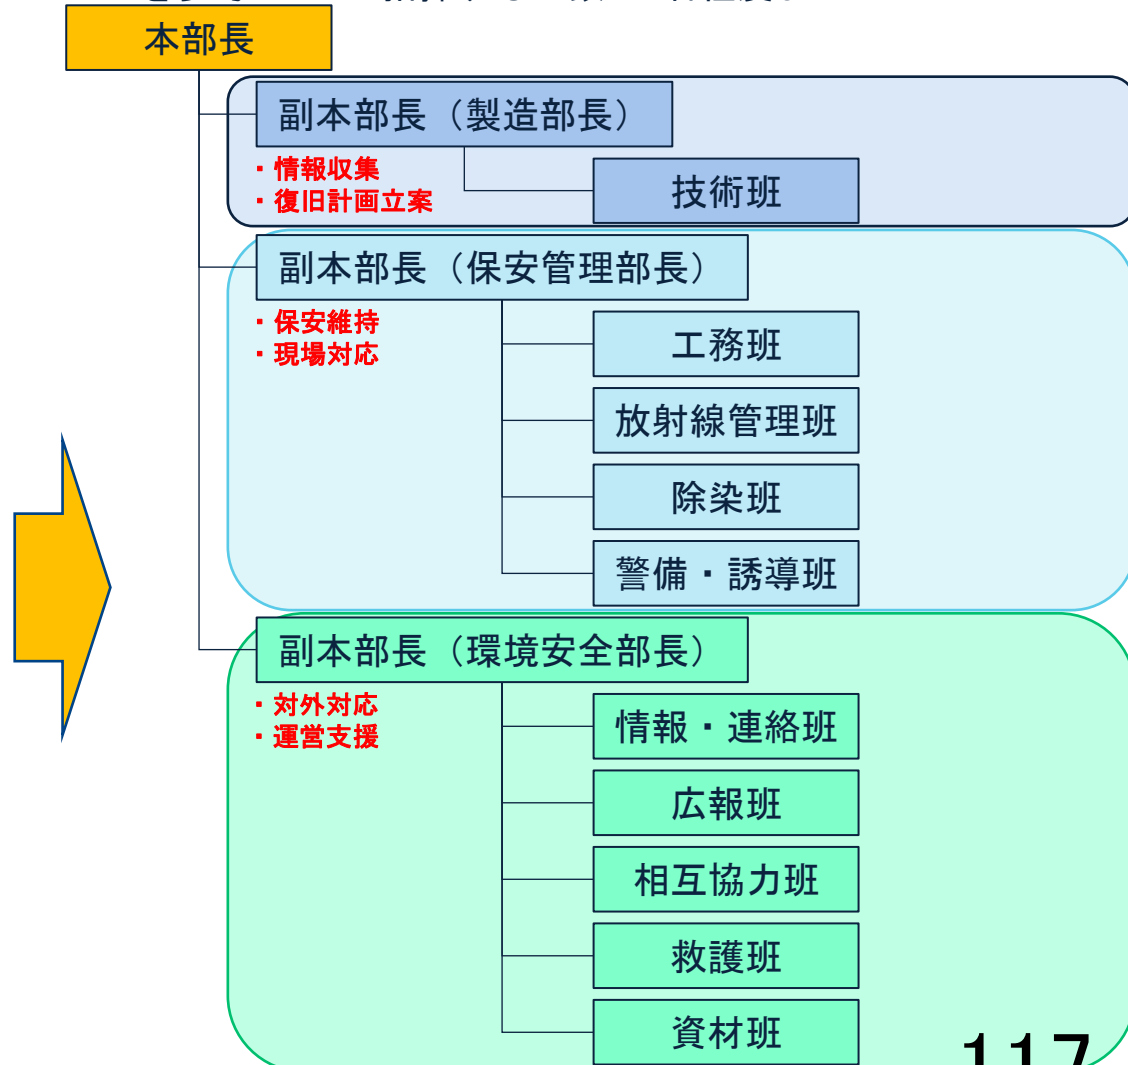 本部長
副本部長（製造部長）
・情報収集
・復旧計画立案
技術班
副本部長（保安管理部長）
・保安維持
・現場対応
工務班
放射線管理班
除染班
警備・誘導班
副本部長（環境安全部長）
・対外対応
・運営支援
情報・連絡班
広報班
相互協力班
救護班
資材班
117